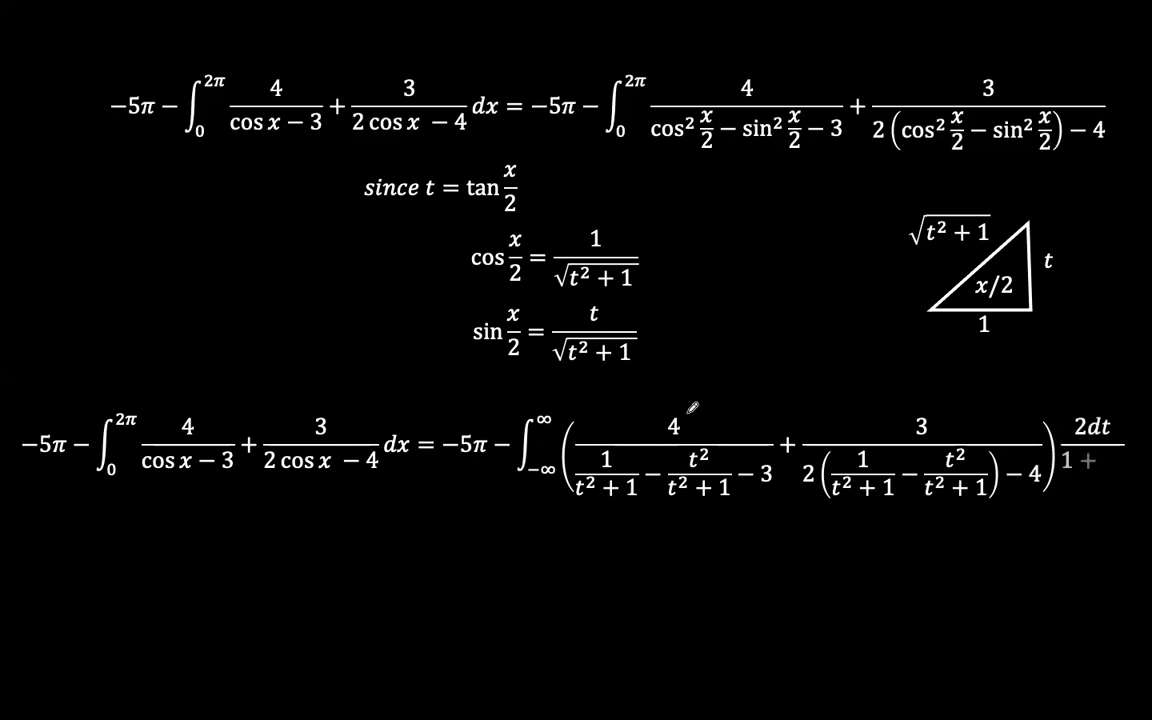 −5π − ∫₀^{2π} 4/(cos x − 3) + 3/(2 cos x − 4) dx = −5π − ∫₀^{2π} 4/(cos² x/2 − sin² x/2 − 3) + 3/(2(cos² x/2 − sin² x/2) − 4)
since t = tan x/2
cos x/2 = 1/√(t² + 1)
sin x/2 = t/√(t² + 1)
√(t² + 1)
t
x/2
1
−5π − ∫₀^{2π} 4/(cos x − 3) + 3/(2 cos x − 4) dx = −5π − ∫_{−∞}^{∞} (4/(1/(t² + 1) − t²/(t² + 1) − 3) + 3/(2(1/(t² + 1) − t²/(t² + 1)) − 4)) 2dt/(1 +